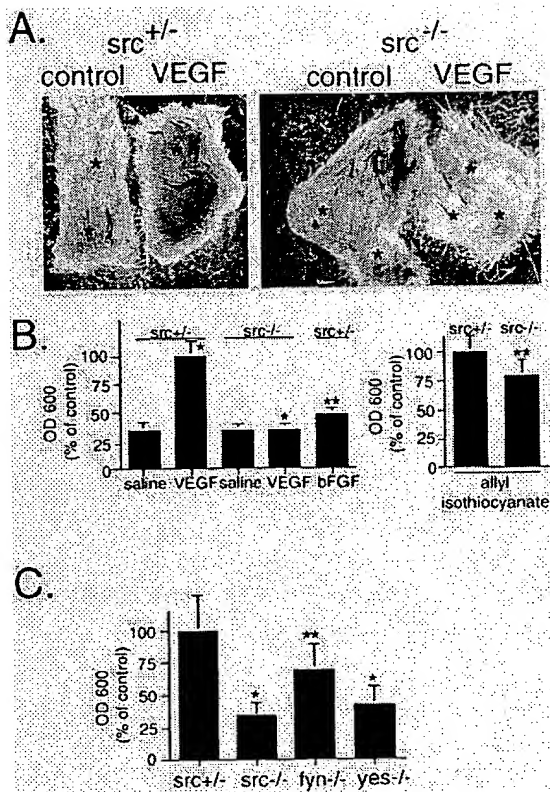 A.
src+/- src-/-
control VEGF control VEGF
B.
src+/- src-/- src+/-
OD 600
(% of control)
100
75
50
25
* * **
saline VEGF saline VEGF bFGF
src+/- src-/-
OD 600
(% of control)
100
75
50
25
**
allyl
isothiocyanate
C.
OD 600
(% of control)
100
75
50
25
0
* ** *
src+/- src-/- fyn-/- yes-/-